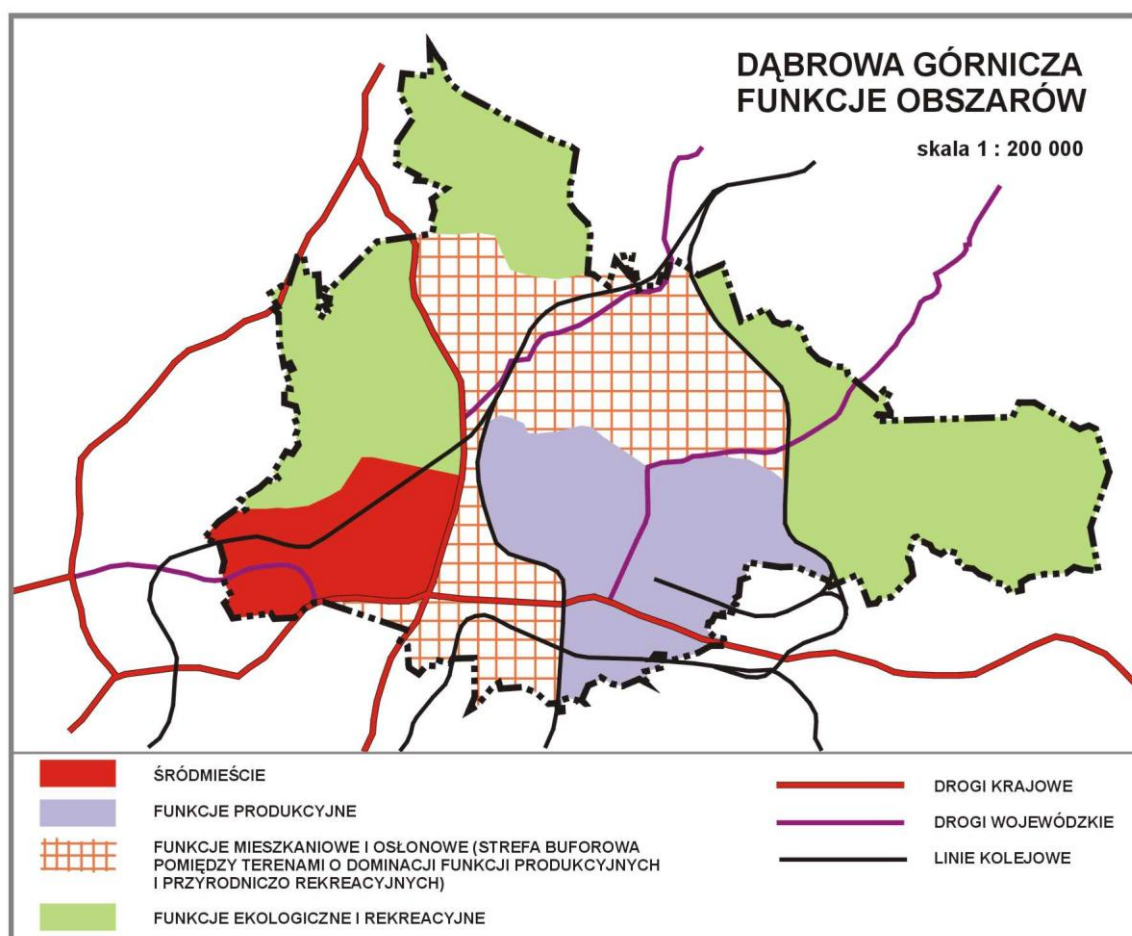 DĄBROWA GÓRNICZA
FUNKCJE OBSZARÓW
skala 1 : 200 000
ŚRÓDMIEŚCIE
FUNKCJE PRODUKCYJNE
FUNKCJE MIESZKANIOWE I OSŁONOWE (STREFA BUFOROWA
POMIĘDZY TERENAMI O DOMINACJI FUNKCJI PRODUKCYJNYCH
I PRZYRODNICZO REKREACYJNYCH)
FUNKCJE EKOLOGICZNE I REKREACYJNE
DROGI KRAJOWE
DROGI WOJEWÓDZKIE
LINIE KOLEJOWE